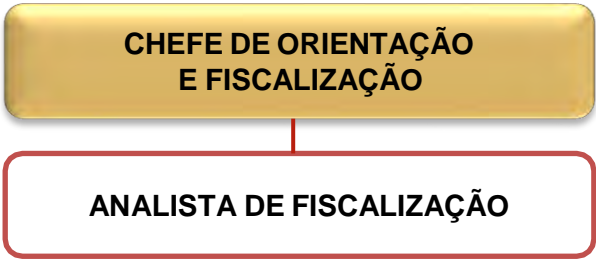 CHEFE DE ORIENTAÇÃO
E FISCALIZAÇÃO
ANALISTA DE FISCALIZAÇÃO